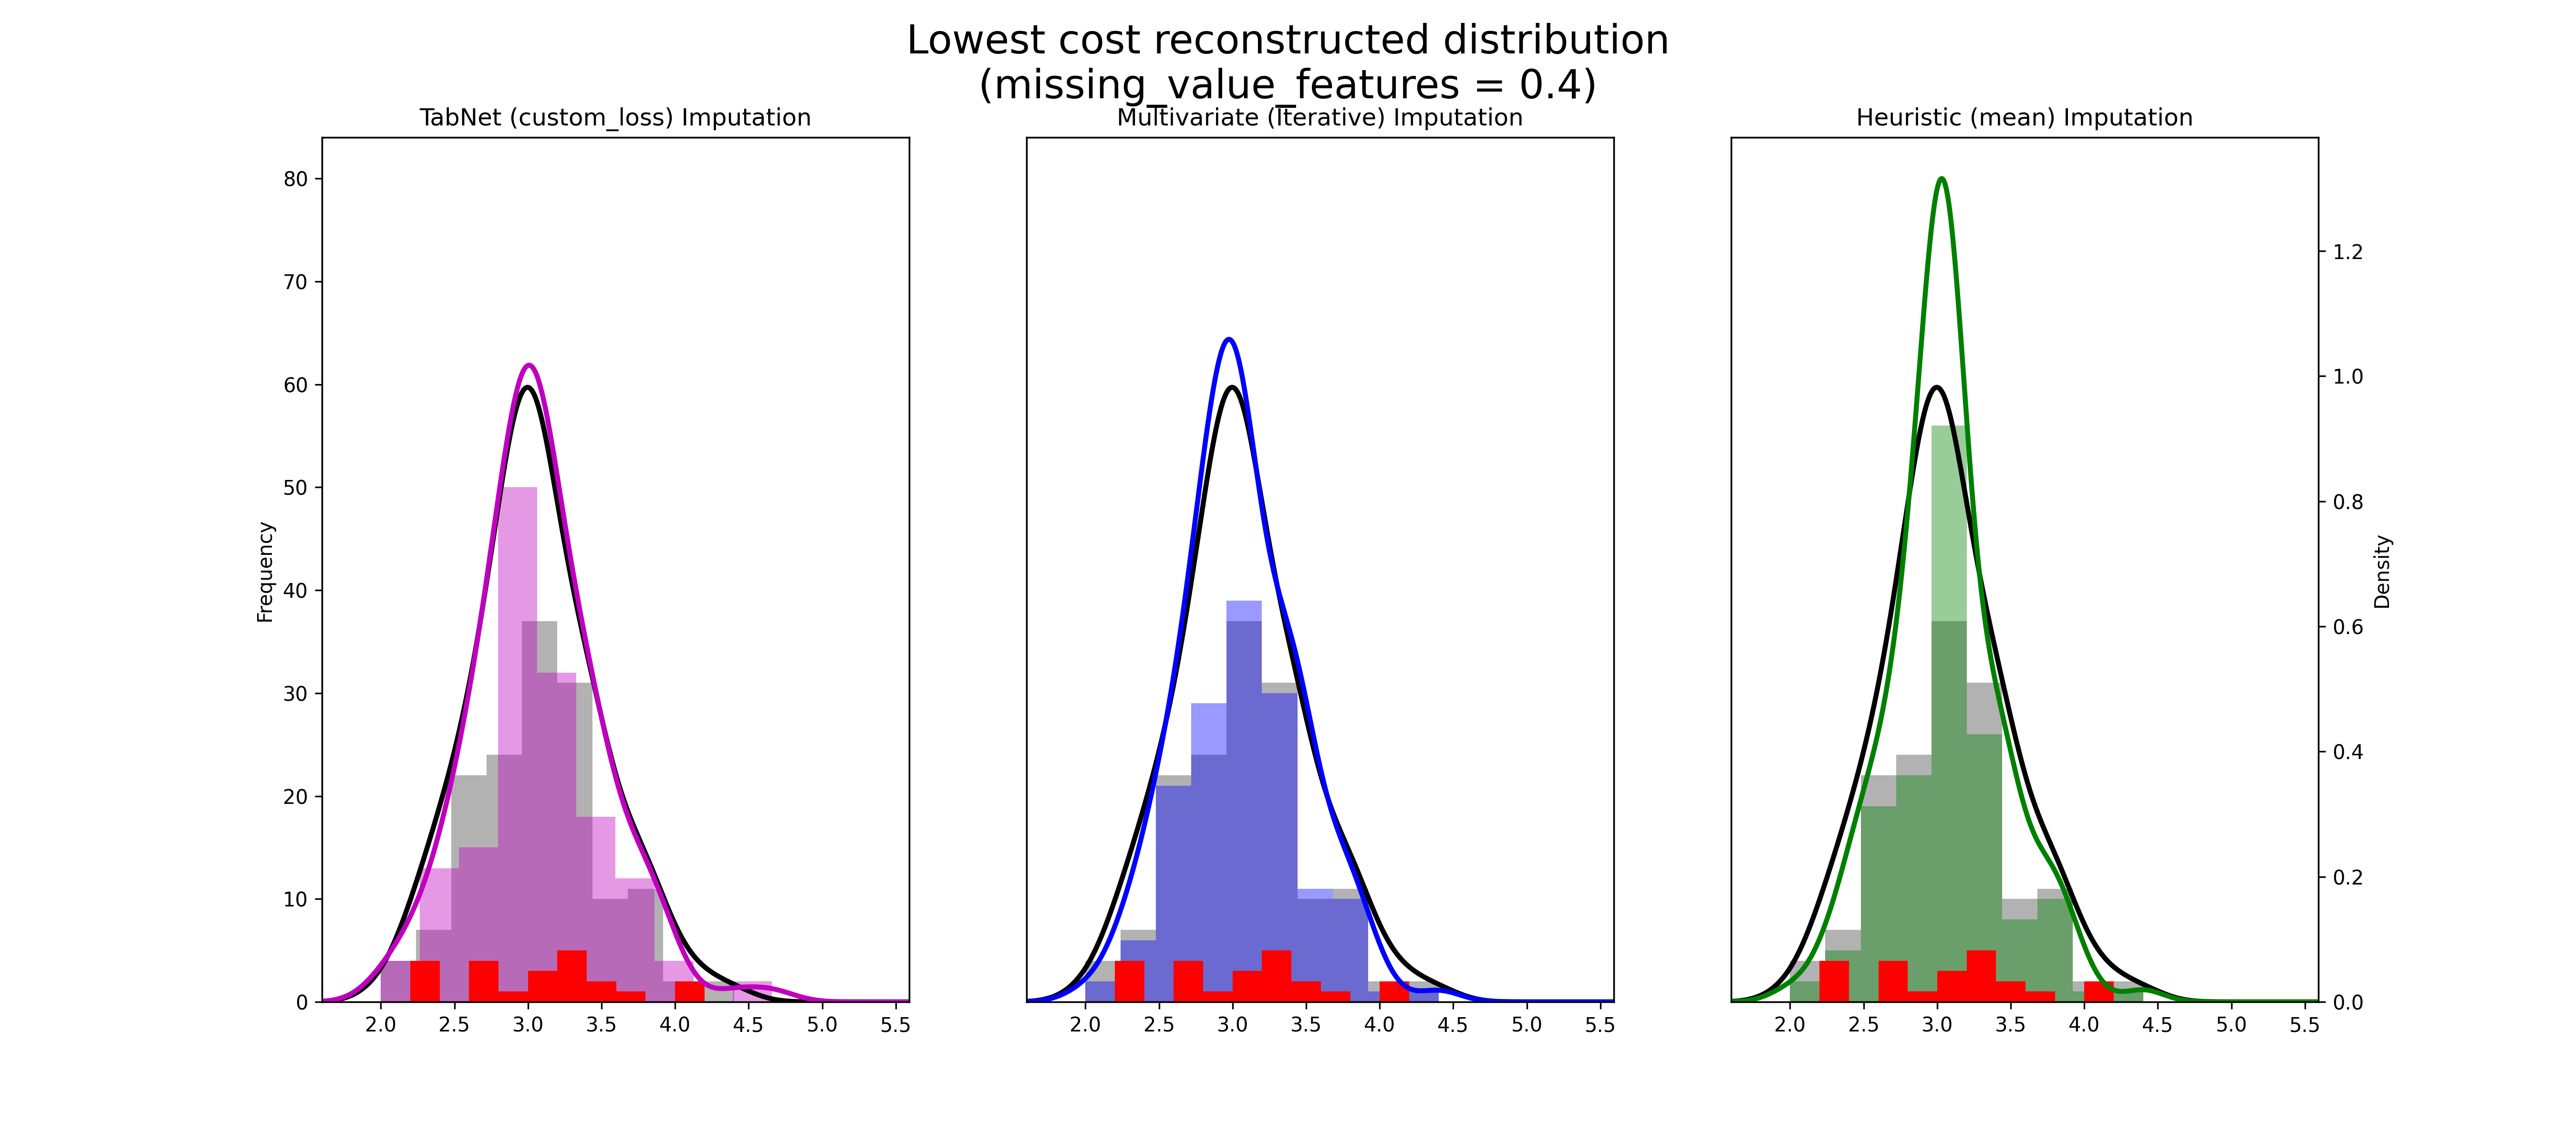 Lowest cost reconstructed distribution
(missing_value_features = 0.4)
TabNet (custom_loss) Imputation
Multivariate (Iterative) Imputation
Heuristic (mean) Imputation
80
70
60
50
40
30
20
10
0
Frequency
2.0 2.5 3.0 3.5 4.0 4.5 5.0 5.5
2.0 2.5 3.0 3.5 4.0 4.5 5.0 5.5
2.0 2.5 3.0 3.5 4.0 4.5 5.0 5.5
1.2
1.0
0.8
0.6
0.4
0.2
0.0
Density